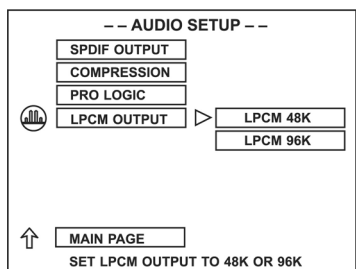 -- AUDIO SETUP --
SPDIF OUTPUT
COMPRESSION
PRO LOGIC
LPCM OUTPUT
LPCM 48K
LPCM 96K
MAIN PAGE
SET LPCM OUTPUT TO 48K OR 96K